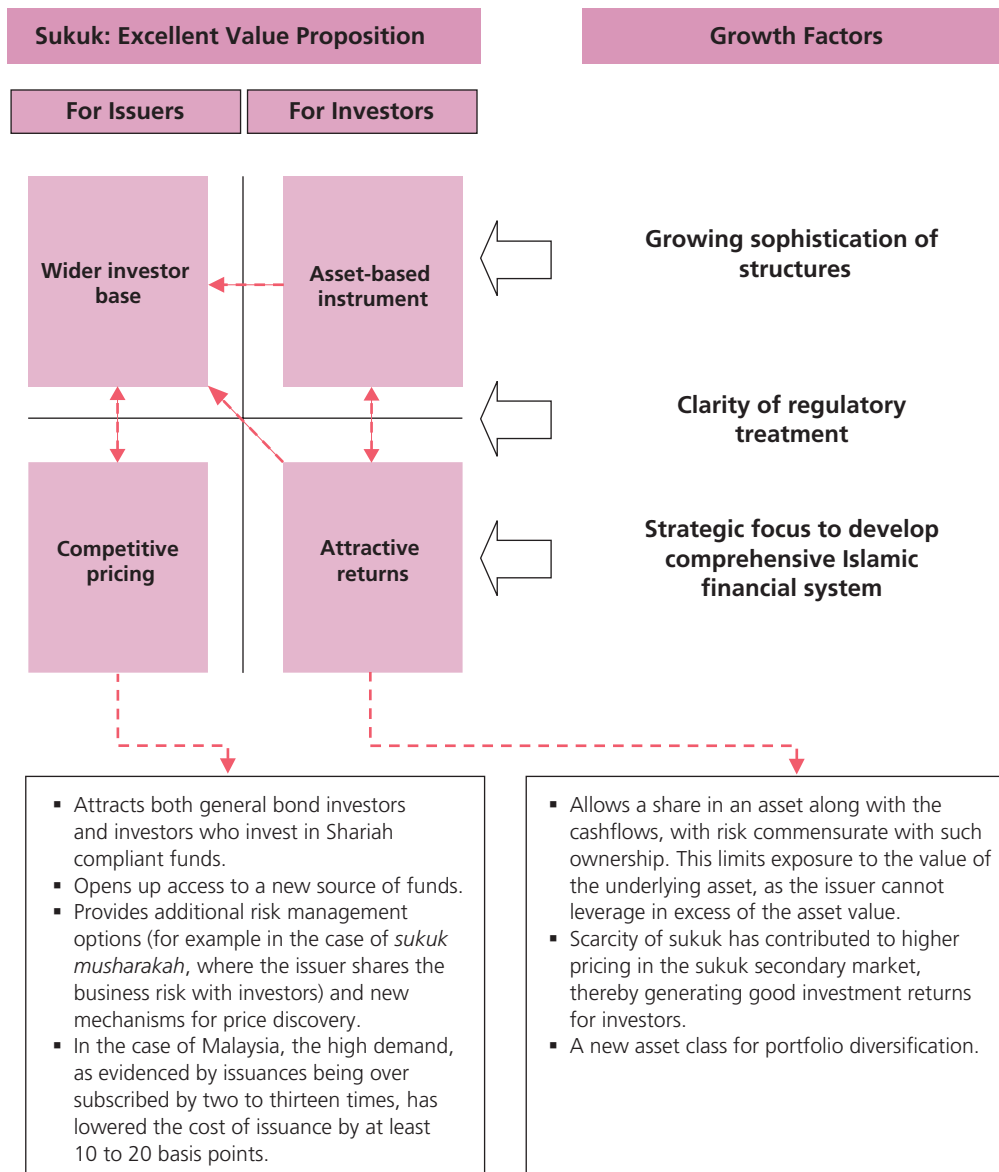 Sukuk: Excellent Value Proposition
Growth Factors
For Issuers
For Investors
Wider investor
base
Asset-based
instrument
Growing sophistication of
structures
Clarity of regulatory
treatment
Competitive
pricing
Attractive
returns
Strategic focus to develop
comprehensive Islamic
financial system
▪ Attracts both general bond investors
and investors who invest in Shariah
compliant funds.
▪ Opens up access to a new source of funds.
▪ Provides additional risk management
options (for example in the case of sukuk
musharakah, where the issuer shares the
business risk with investors) and new
mechanisms for price discovery.
▪ In the case of Malaysia, the high demand,
as evidenced by issuances being over
subscribed by two to thirteen times, has
lowered the cost of issuance by at least
10 to 20 basis points.
▪ Allows a share in an asset along with the
cashflows, with risk commensurate with such
ownership. This limits exposure to the value of
the underlying asset, as the issuer cannot
leverage in excess of the asset value.
▪ Scarcity of sukuk has contributed to higher
pricing in the sukuk secondary market,
thereby generating good investment returns
for investors.
▪ A new asset class for portfolio diversification.